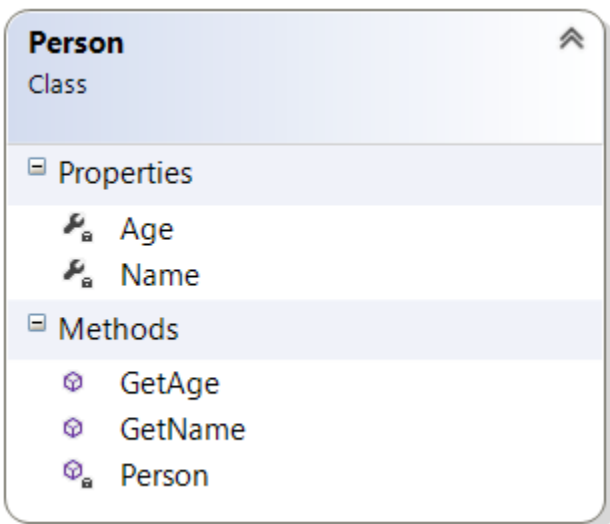 Person
Class
Properties
Age
Name
Methods
GetAge
GetName
Person